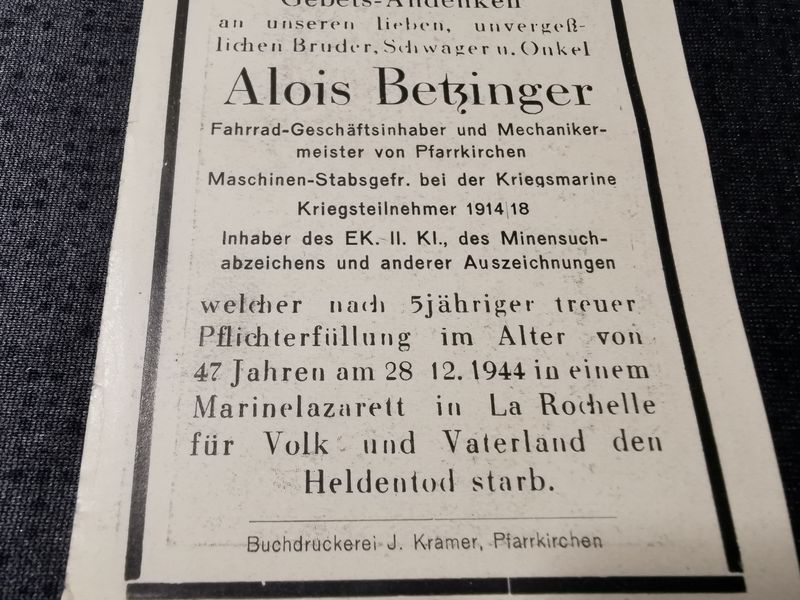 Gebets-Andenken
an unseren lieben, unvergeß-
lichen Bruder, Schwager u. Onkel
Alois Betzinger
Fahrrad-Geschäftsinhaber und Mechaniker-
meister von Pfarrkirchen
Maschinen-Stabsgefr. bei der Kriegsmarine
Kriegsteilnehmer 1914/18
Inhaber des EK. II. Kl., des Minensuch-
abzeichens und anderer Auszeichnungen
welcher nach 5jähriger treuer
Pflichterfüllung im Alter von
47 Jahren am 28 12. 1944 in einem
Marinelazarett in La Rochelle
für Volk und Vaterland den
Heldentod starb.
Buchdruckerei J. Kramer, Pfarrkirchen